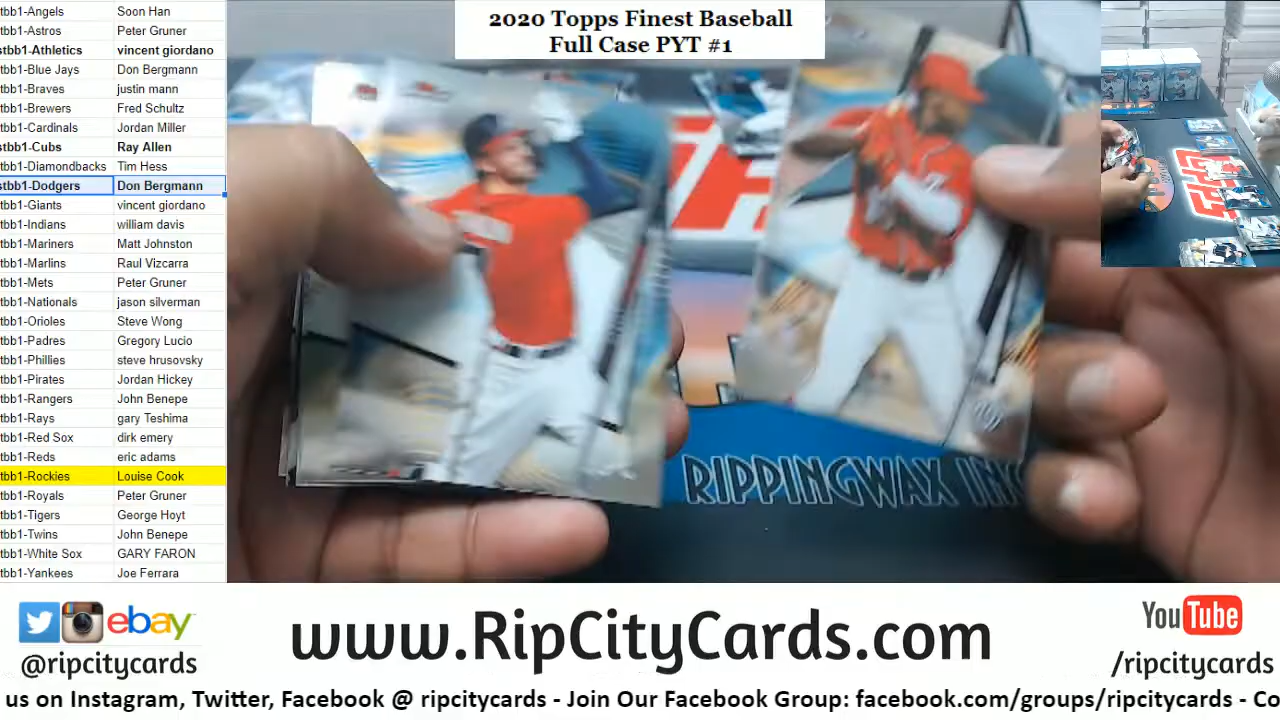 2020 Topps Finest Baseball
Full Case PYT #1
tbb1-Angels Soon Han
tbb1-Astros Peter Gruner
stbb1-Athletics vincent giordano
tbb1-Blue Jays Don Bergmann
tbb1-Braves justin mann
tbb1-Brewers Fred Schultz
tbb1-Cardinals Jordan Miller
tbb1-Cubs Ray Allen
tbb1-Diamondbacks Tim Hess
stbb1-Dodgers Don Bergmann
tbb1-Giants vincent giordano
tbb1-Indians william davis
tbb1-Mariners Matt Johnston
tbb1-Marlins Raul Vizcarra
tbb1-Mets Peter Gruner
tbb1-Nationals jason silverman
tbb1-Orioles Steve Wong
tbb1-Padres Gregory Lucio
tbb1-Phillies steve hrusovsky
tbb1-Pirates Jordan Hickey
tbb1-Rangers John Benepe
tbb1-Rays gary Teshima
tbb1-Red Sox dirk emery
tbb1-Reds eric adams
tbb1-Rockies Louise Cook
tbb1-Royals Peter Gruner
tbb1-Tigers George Hoyt
tbb1-Twins John Benepe
tbb1-White Sox GARY FARON
tbb1-Yankees Joe Ferrara
RIPPINGWAX INC
ebay
@ripcitycards
www.RipCityCards.com
YouTube
/ripcitycards
us on Instagram, Twitter, Facebook @ ripcitycards - Join Our Facebook Group: facebook.com/groups/ripcitycards - Co